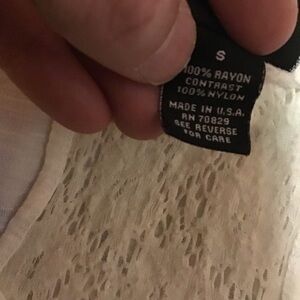 S
100% RAYON
CONTRAST
100% NYLON
MADE IN U.S.A.
RN 70829
SEE REVERSE
FOR CARE